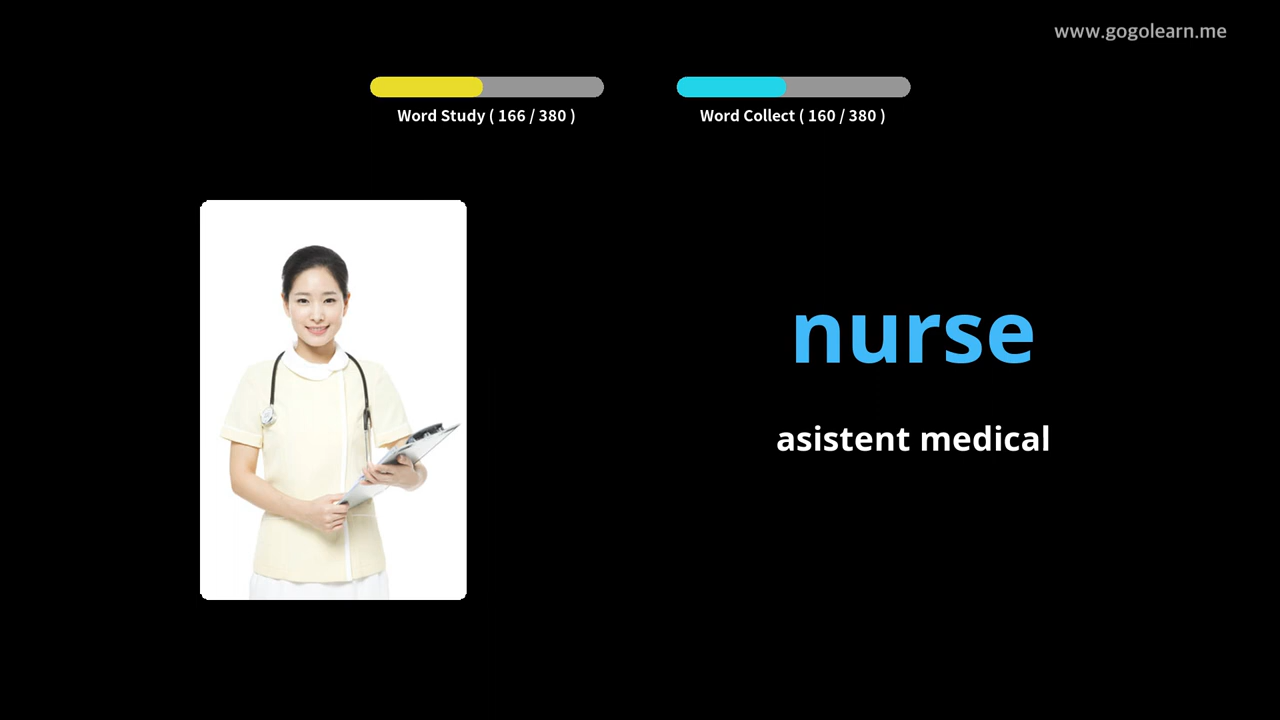 www.gogolearn.me
Word Study ( 166 / 380 )
Word Collect ( 160 / 380 )
nurse
asistent medical